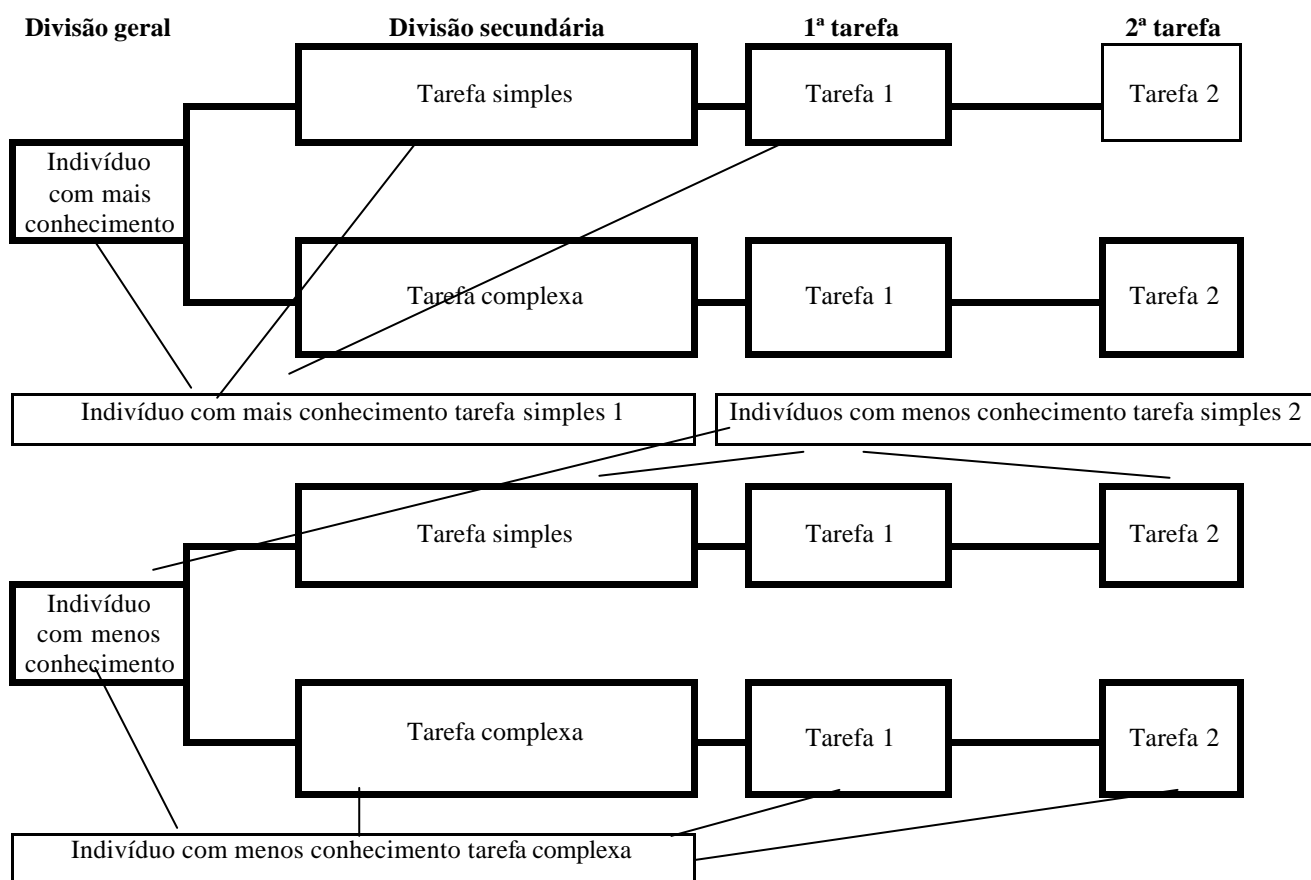 Divisão geral Divisão secundária 1ª tarefa 2ª tarefa
Tarefa simples Tarefa 1 Tarefa 2
Indivíduo
com mais
conhecimento
Tarefa complexa Tarefa 1 Tarefa 2
Indivíduo com mais conhecimento tarefa simples 1
Indivíduos com menos conhecimento tarefa simples 2
Tarefa simples Tarefa 1 Tarefa 2
Indivíduo
com menos
conhecimento
Tarefa complexa Tarefa 1 Tarefa 2
Indivíduo com menos conhecimento tarefa complexa